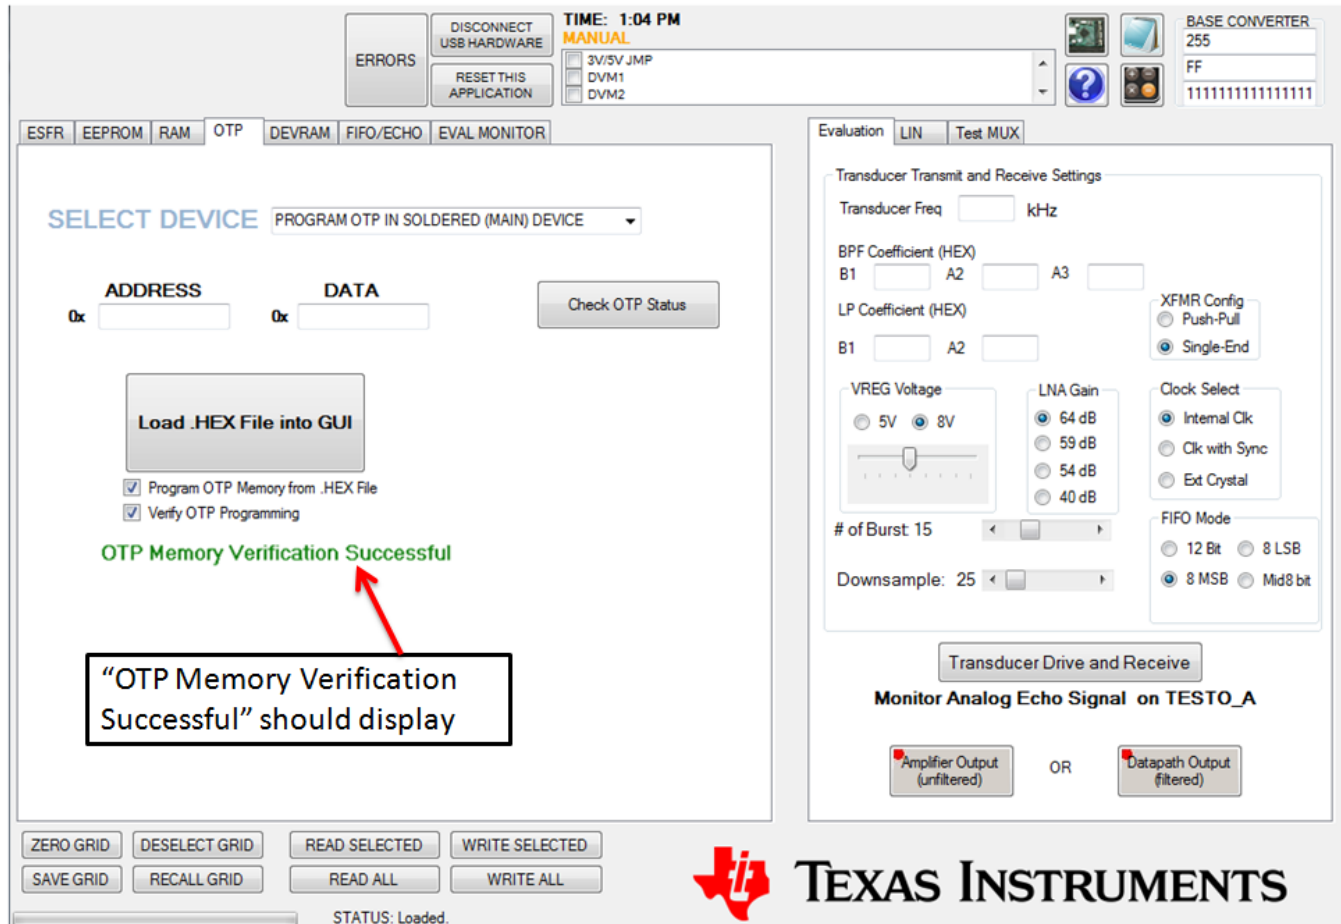 ERRORS
DISCONNECT
USB HARDWARE
RESET THIS
APPLICATION
TIME: 1:04 PM
MANUAL
3V/5V JMP
DVM1
DVM2
BASE CONVERTER
255
FF
1111111111111111
ESFR EEPROM RAM OTP DEVRAM FIFO/ECHO EVAL MONITOR
SELECT DEVICE PROGRAM OTP IN SOLDERED (MAIN) DEVICE
ADDRESS DATA
0x 0x
Check OTP Status
Load .HEX File into GUI
Program OTP Memory from .HEX File
Verify OTP Programming
OTP Memory Verification Successful
“OTP Memory Verification
Successful” should display
Evaluation LIN Test MUX
Transducer Transmit and Receive Settings
Transducer Freq kHz
BPF Coefficient (HEX)
B1 A2 A3
LP Coefficient (HEX)
B1 A2
XFMR Config
Push-Pull
Single-End
VREG Voltage
5V 8V
LNA Gain
64 dB
59 dB
54 dB
40 dB
Clock Select
Internal Clk
Clk with Sync
Ext Crystal
# of Burst: 15
Downsample: 25
FIFO Mode
12 Bit 8 LSB
8 MSB Mid8 bit
Transducer Drive and Receive
Monitor Analog Echo Signal on TESTO_A
Amplifier Output
(unfiltered)
OR
Datapath Output
(filtered)
ZERO GRID DESELECT GRID READ SELECTED WRITE SELECTED
SAVE GRID RECALL GRID READ ALL WRITE ALL
STATUS: Loaded.
TEXAS INSTRUMENTS